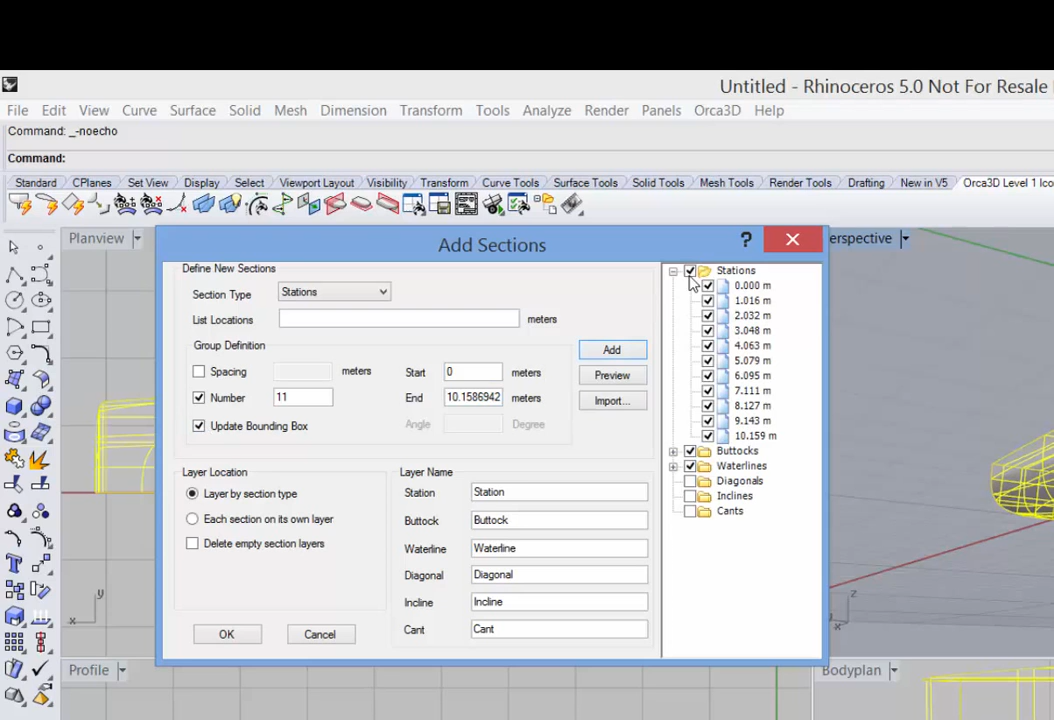 Untitled - Rhinoceros 5.0 Not For Resale
File Edit View Curve Surface Solid Mesh Dimension Transform Tools Analyze Render Panels Orca3D Help
Command: _-noecho
Command:
Standard CPlanes Set View Display Select Viewport Layout Visibility Transform Curve Tools Surface Tools Solid Tools Mesh Tools Render Tools Drafting New in V5 Orca3D Level 1 Ico
Planview
erspective
Add Sections
?
Define New Sections
Section Type Stations
List Locations meters
Group Definition
Spacing meters Start 0 meters
Number 11 End 10.1586942 meters
Update Bounding Box Angle Degree
Add
Preview
Import...
Layer Location
Layer by section type
Each section on its own layer
Delete empty section layers
Layer Name
Station Station
Buttock Buttock
Waterline Waterline
Diagonal Diagonal
Incline Incline
Cant Cant
OK Cancel
Stations
0.000 m
1.016 m
2.032 m
3.048 m
4.063 m
5.079 m
6.095 m
7.111 m
8.127 m
9.143 m
10.159 m
Buttocks
Waterlines
Diagonals
Inclines
Cants
y
x
z
x
Profile
Bodyplan